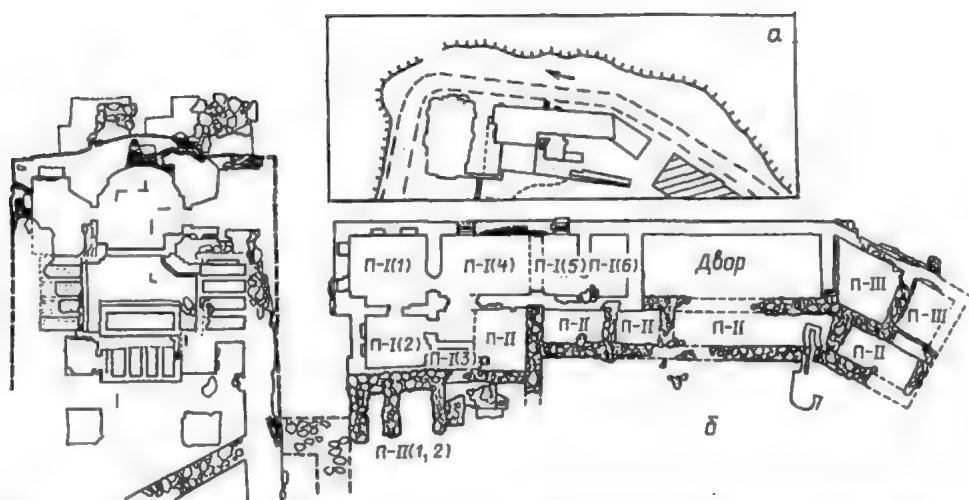 а
П-I(1)
П-I(4)
П-I(5)
П-I(6)
Двор
П-III
П-III
П-I(2)
П-I(3)
П-II
П-II
П-II
П-II
П-II
П-II(1, 2)
Л
б